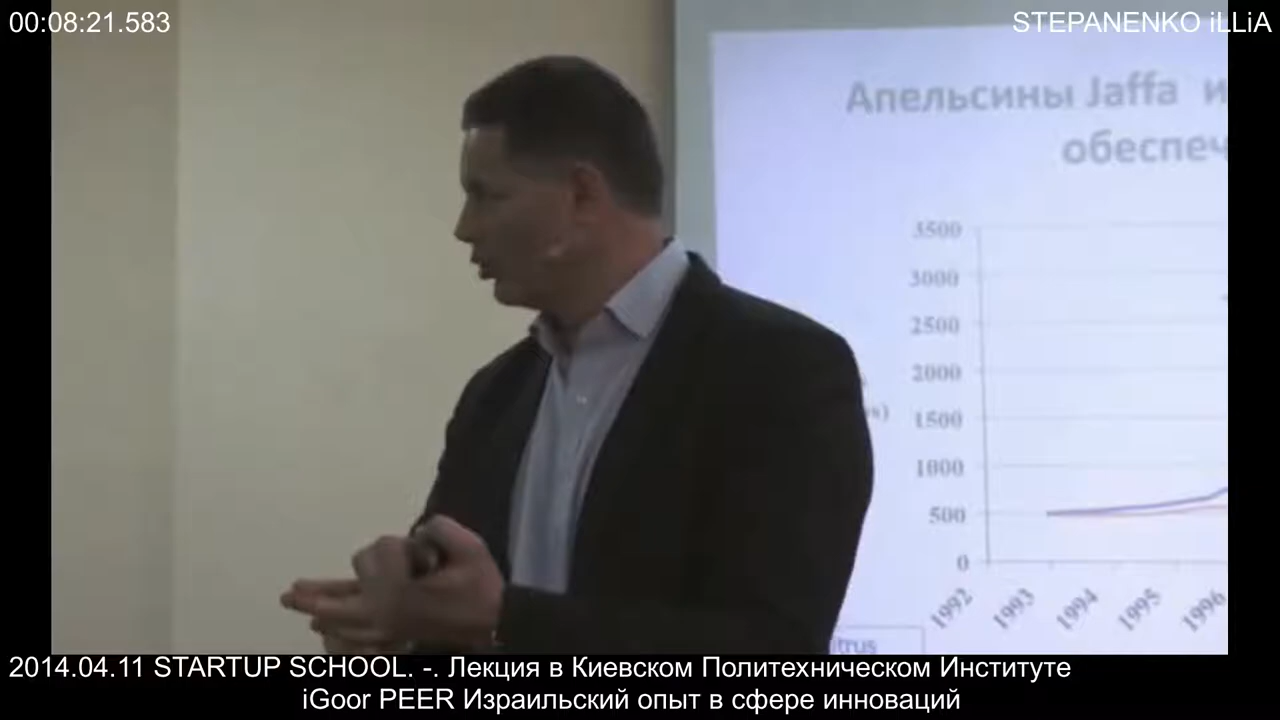 00:08:21.583
STEPANENKO iLLiA
Апельсины Jaffa и
обеспеч
3500
3000
2500
2000
1500
1000
500
0
1992
1993
1994
1995
1996
itrus
2014.04.11 STARTUP SCHOOL. -. Лекция в Киевском Политехническом Институте
iGoor PEER Израильский опыт в сфере инноваций